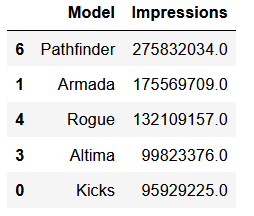 Model Impressions
6 Pathfinder 275832034.0
1 Armada 175569709.0
4 Rogue 132109157.0
3 Altima 99823376.0
0 Kicks 95929225.0